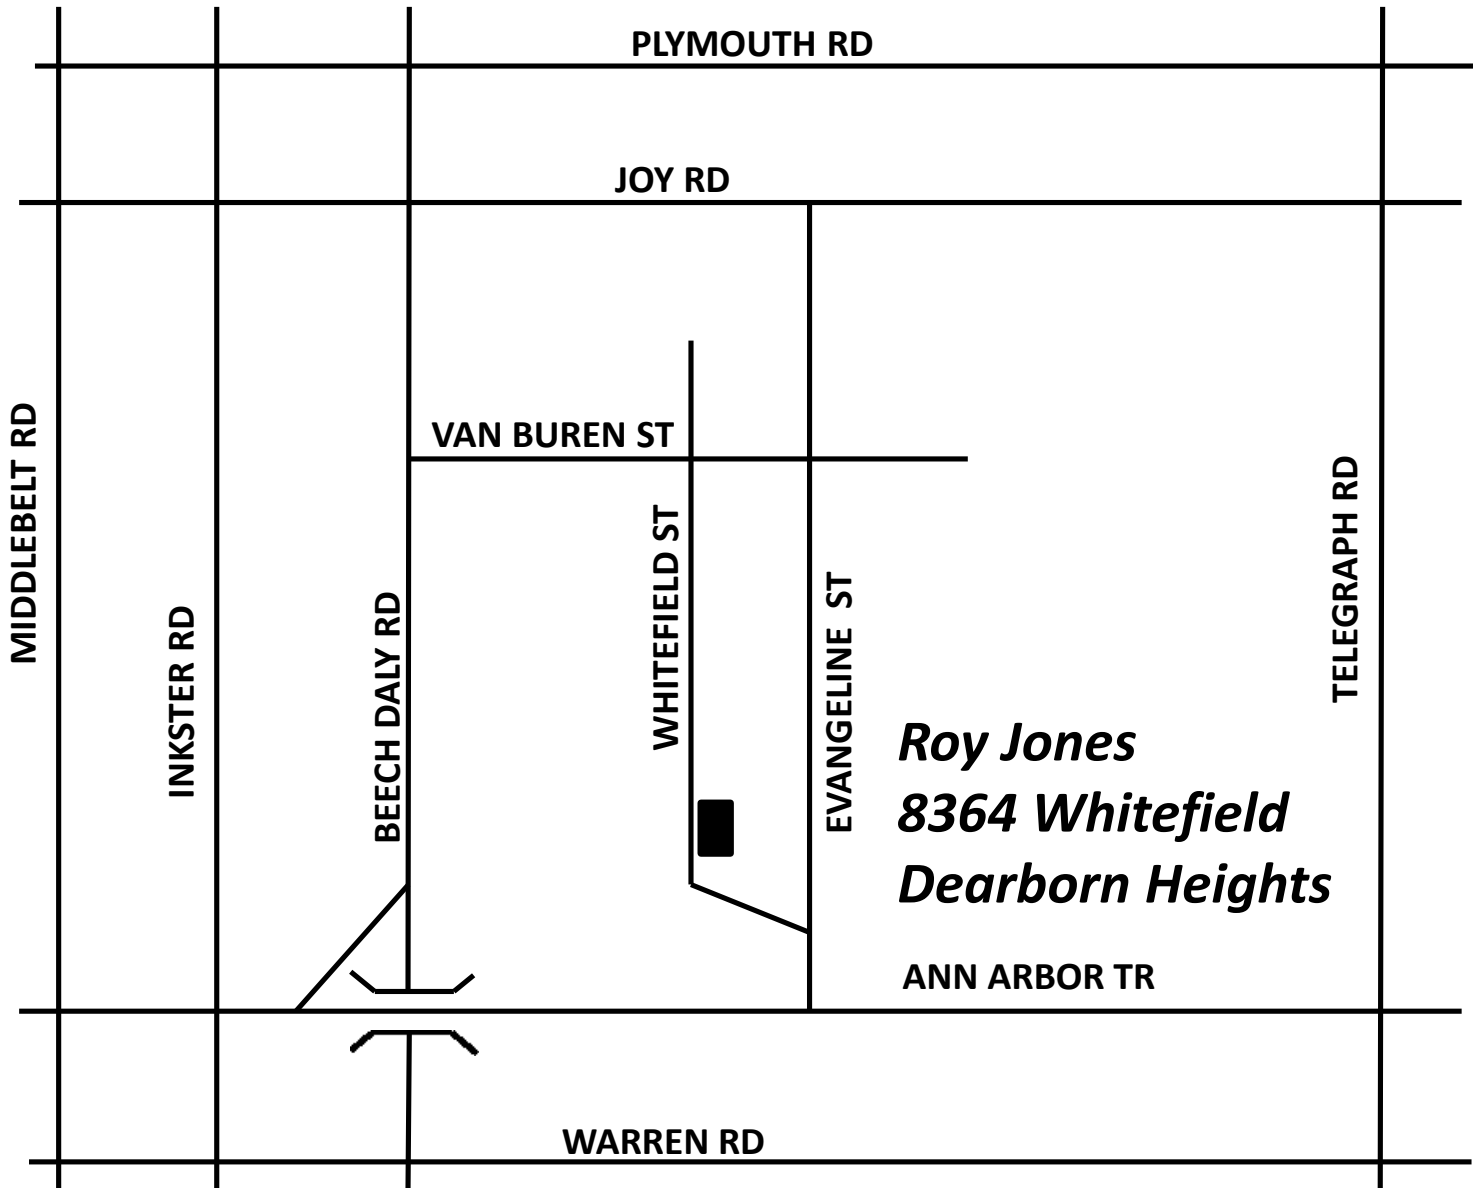 PLYMOUTH RD
JOY RD
VAN BUREN ST
MIDDLEBELT RD
INKSTER RD
BEECH DALY RD
WHITEFIELD ST
EVANGELINE ST
TELEGRAPH RD
Roy Jones
8364 Whitefield
Dearborn Heights
ANN ARBOR TR
WARREN RD